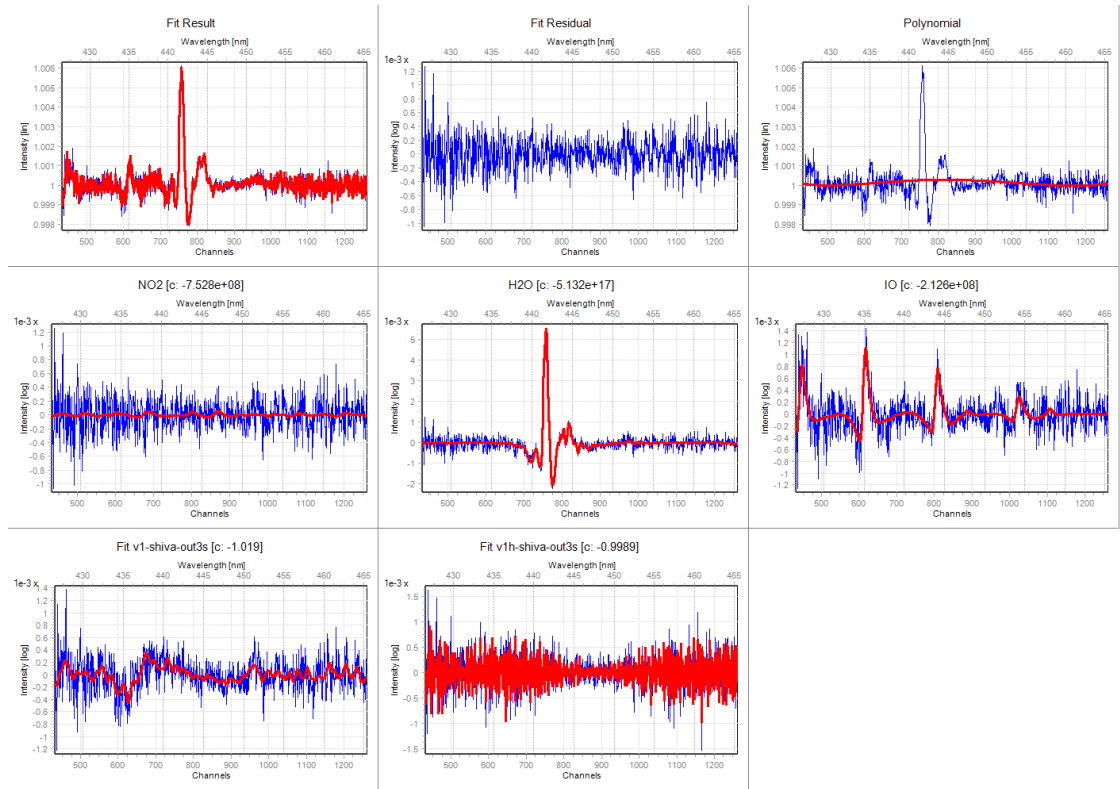 Fit Result
Wavelength [nm]
430 435 440 445 450 455 460 465
1.006
1.005
1.004
1.003
1.002
1.001
1
0.999
0.998
Intensity [lin]
500 600 700 800 900 1000 1100 1200
Channels
Fit Residual
Wavelength [nm]
1e-3 x
430 435 440 445 450 455 460 465
1.2
1
0.8
0.6
0.4
0.2
0
-0.2
-0.4
-0.6
-0.8
-1
Intensity [log]
500 600 700 800 900 1000 1100 1200
Channels
Polynomial
Wavelength [nm]
430 435 440 445 450 455 460 465
1.006
1.005
1.004
1.003
1.002
1.001
1
0.999
0.998
Intensity [lin]
500 600 700 800 900 1000 1100 1200
Channels
NO2 [c: -7.528e+08]
Wavelength [nm]
1e-3 x
430 435 440 445 450 455 460 465
1.2
1
0.8
0.6
0.4
0.2
0
-0.2
-0.4
-0.6
-0.8
-1
Intensity [log]
500 600 700 800 900 1000 1100 1200
Channels
H2O [c: -5.132e+17]
Wavelength [nm]
1e-3 x
430 435 440 445 450 455 460 465
5
4
3
2
1
0
-1
-2
Intensity [log]
500 600 700 800 900 1000 1100 1200
Channels
IO [c: -2.126e+08]
Wavelength [nm]
1e-3 x
430 435 440 445 450 455 460 465
1.4
1.2
1
0.8
0.6
0.4
0.2
0
-0.2
-0.4
-0.6
-0.8
-1
-1.2
Intensity [log]
500 600 700 800 900 1000 1100 1200
Channels
Fit v1-shiva-out3s [c: -1.019]
Wavelength [nm]
1e-3 x
430 435 440 445 450 455 460 465
1.4
1.2
1
0.8
0.6
0.4
0.2
0
-0.2
-0.4
-0.6
-0.8
-1
-1.2
Intensity [log]
500 600 700 800 900 1000 1100 1200
Channels
Fit v1h-shiva-out3s [c: -0.9989]
Wavelength [nm]
1e-3 x
430 435 440 445 450 455 460 465
1.5
1
0.5
0
-0.5
-1
-1.5
Intensity [log]
500 600 700 800 900 1000 1100 1200
Channels